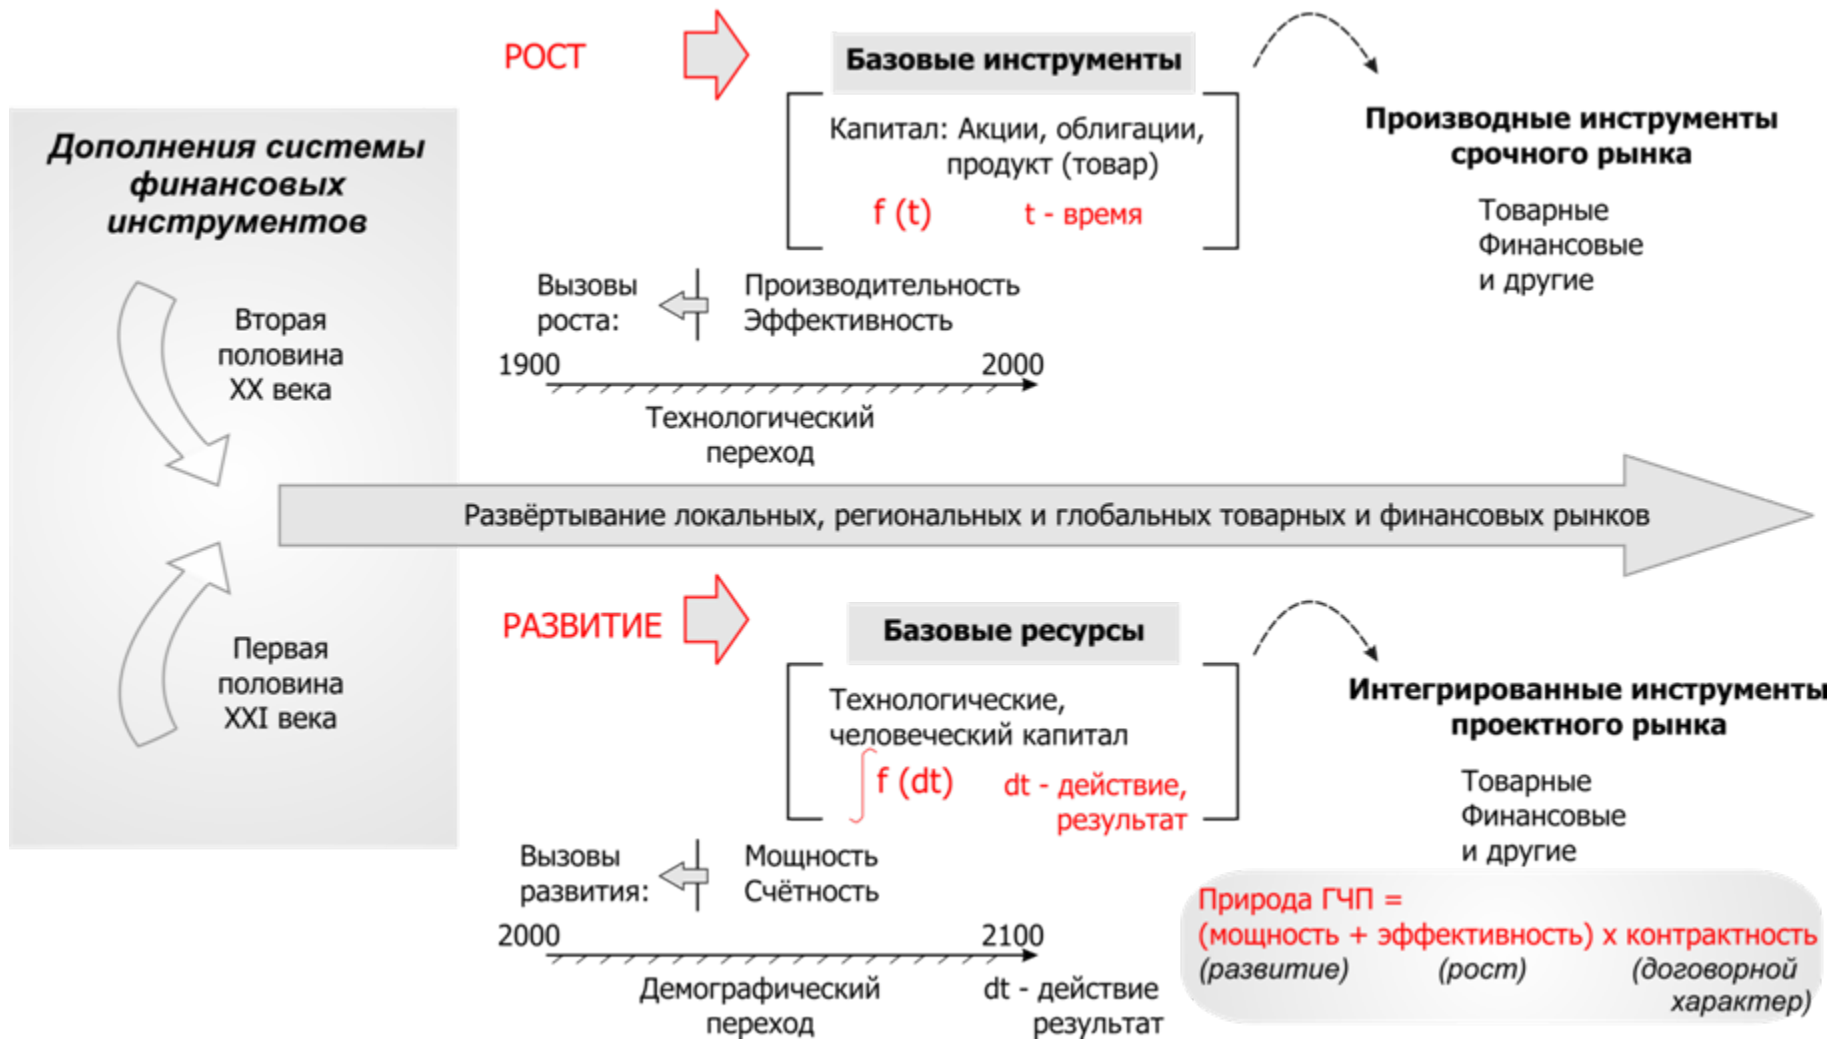 Дополнения системы
финансовых
инструментов
Вторая
половина
XX века
Первая
половина
XXI века
РОСТ
Базовые инструменты
Капитал: Акции, облигации,
продукт (товар)
f (t) t - время
Производные инструменты
срочного рынка
Товарные
Финансовые
и другие
Вызовы
роста:
Производительность
Эффективность
1900 2000
Технологический
переход
Развёртывание локальных, региональных и глобальных товарных и финансовых рынков
РАЗВИТИЕ
Базовые ресурсы
Технологические,
человеческий капитал
∫ f (dt) dt - действие,
результат
Интегрированные инструменты
проектного рынка
Товарные
Финансовые
и другие
Вызовы
развития:
Мощность
Счётность
2000 2100
Демографический
переход
dt - действие
результат
Природа ГЧП =
(мощность + эффективность) x контрактность
(развитие) (рост) (договорной
характер)